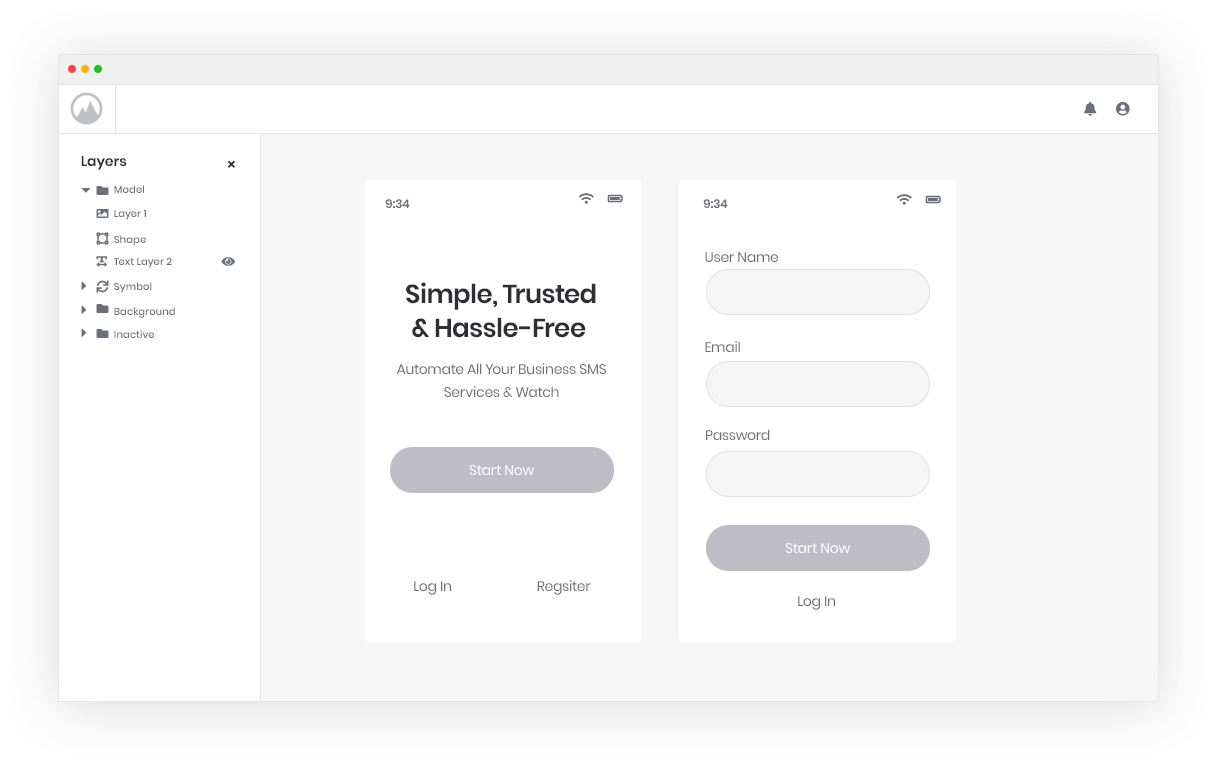 Layers
Model
Layer 1
Shape
Text Layer 2
Symbol
Background
Inactive
9:34
Simple, Trusted
& Hassle-Free
Automate All Your Business SMS
Services & Watch
Start Now
Log In
Regsiter
9:34
User Name
Email
Password
Start Now
Log In